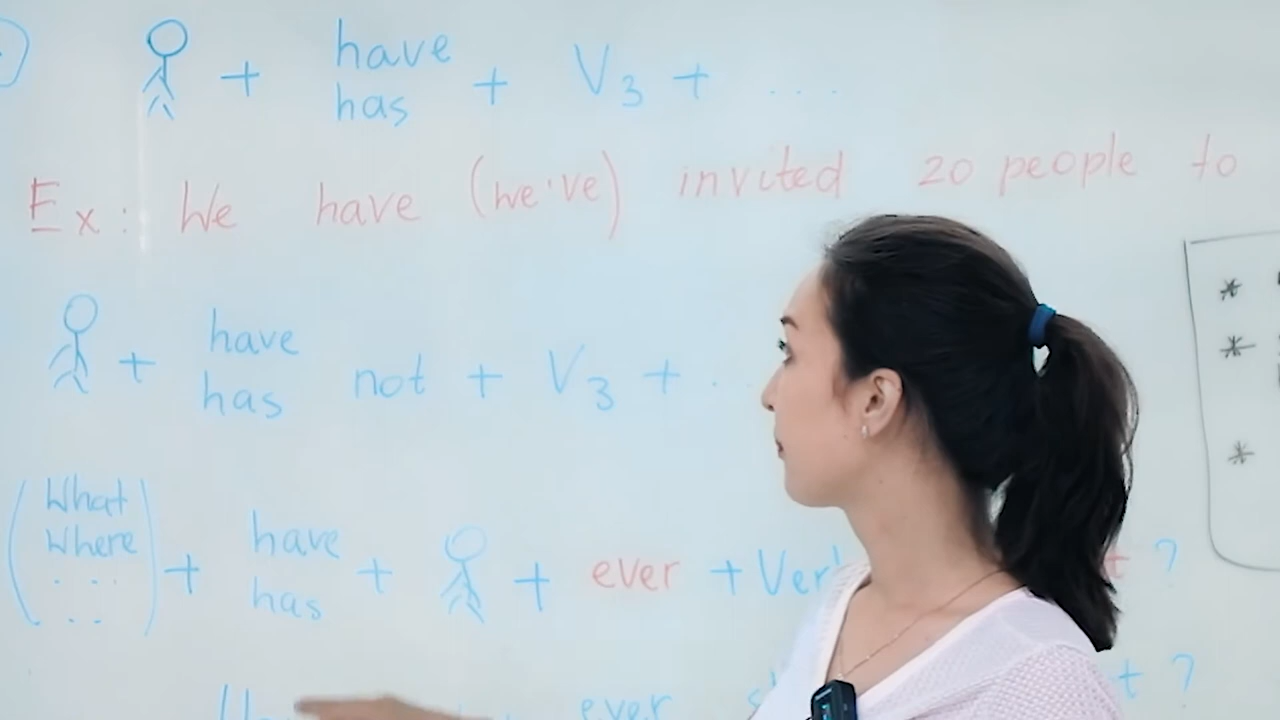 + have has + V3 + ....
Ex: We have (we've) invited 20 people to
+ have has not + V3 + ..
(What Where ....) + have has + + ever + Ver ?
ever t ?